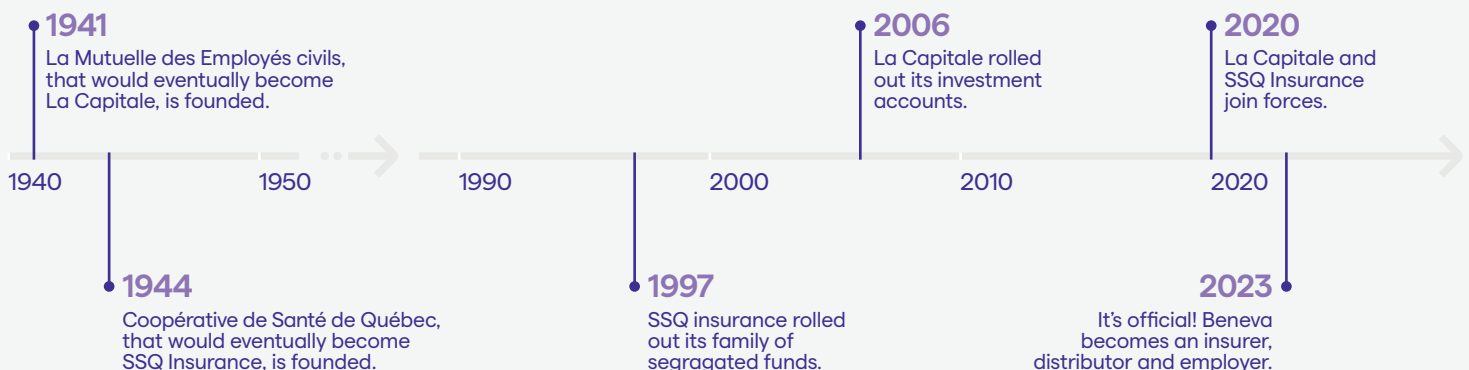 1941
La Mutuelle des Employés civils,
that would eventually become
La Capitale, is founded.
2006
La Capitale rolled
out its investment
accounts.
2020
La Capitale and
SSQ Insurance
join forces.
1940
1950
1990
2000
2010
2020
1944
Coopérative de Santé de Québec,
that would eventually become
SSQ Insurance, is founded.
1997
SSQ insurance rolled
out its family of
segragated funds.
2023
It's official! Beneva
becomes an insurer,
distributor and employer.